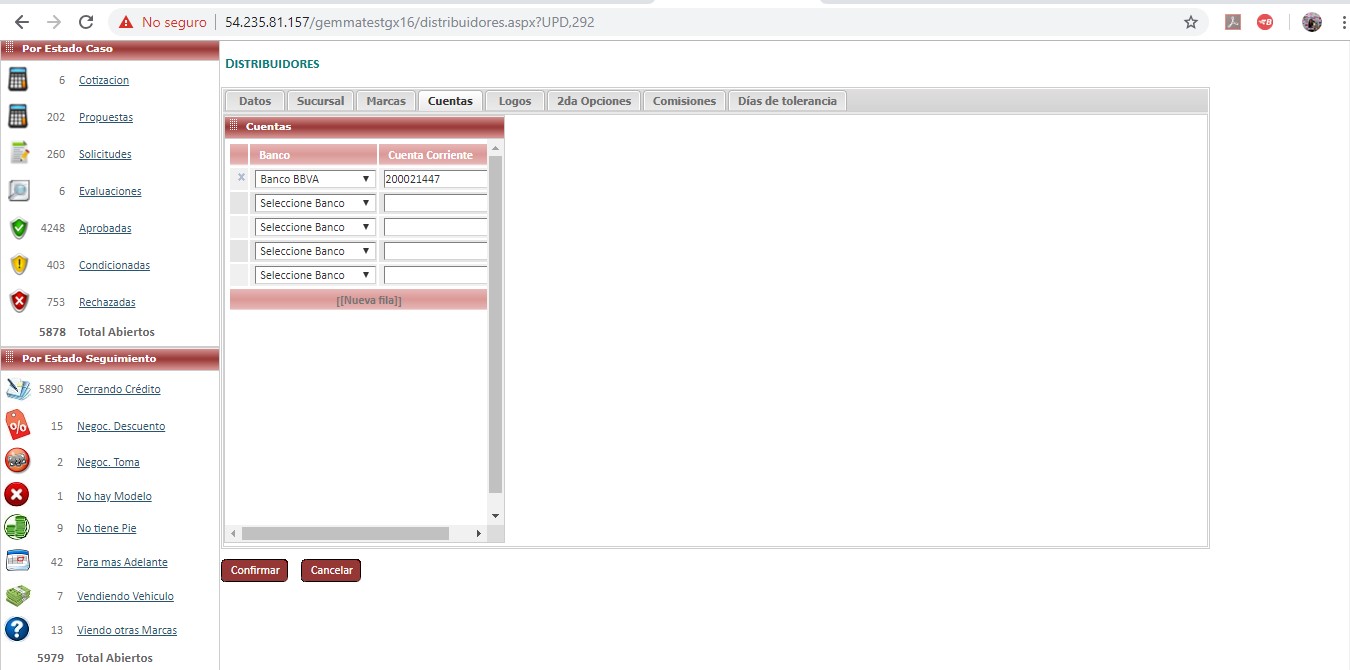 No seguro
54.235.81.157/gemmatestgx16/distribuidores.aspx?UPD,292
Por Estado Caso
6 Cotizacion
202 Propuestas
260 Solicitudes
6 Evaluaciones
4248 Aprobadas
403 Condicionadas
753 Rechazadas
5878 Total Abiertos
Por Estado Seguimiento
5890 Cerrando Crédito
15 Negoc. Descuento
2 Negoc. Toma
1 No hay Modelo
9 No tiene Pie
42 Para mas Adelante
7 Vendiendo Vehiculo
13 Viendo otras Marcas
5979 Total Abiertos
DISTRIBUIDORES
Datos Sucursal Marcas Cuentas Logos 2da Opciones Comisiones Días de tolerancia
Cuentas
Banco Cuenta Corriente
Banco BBVA 200021447
Seleccione Banco
Seleccione Banco
Seleccione Banco
Seleccione Banco
[[Nueva fila]]
Confirmar Cancelar